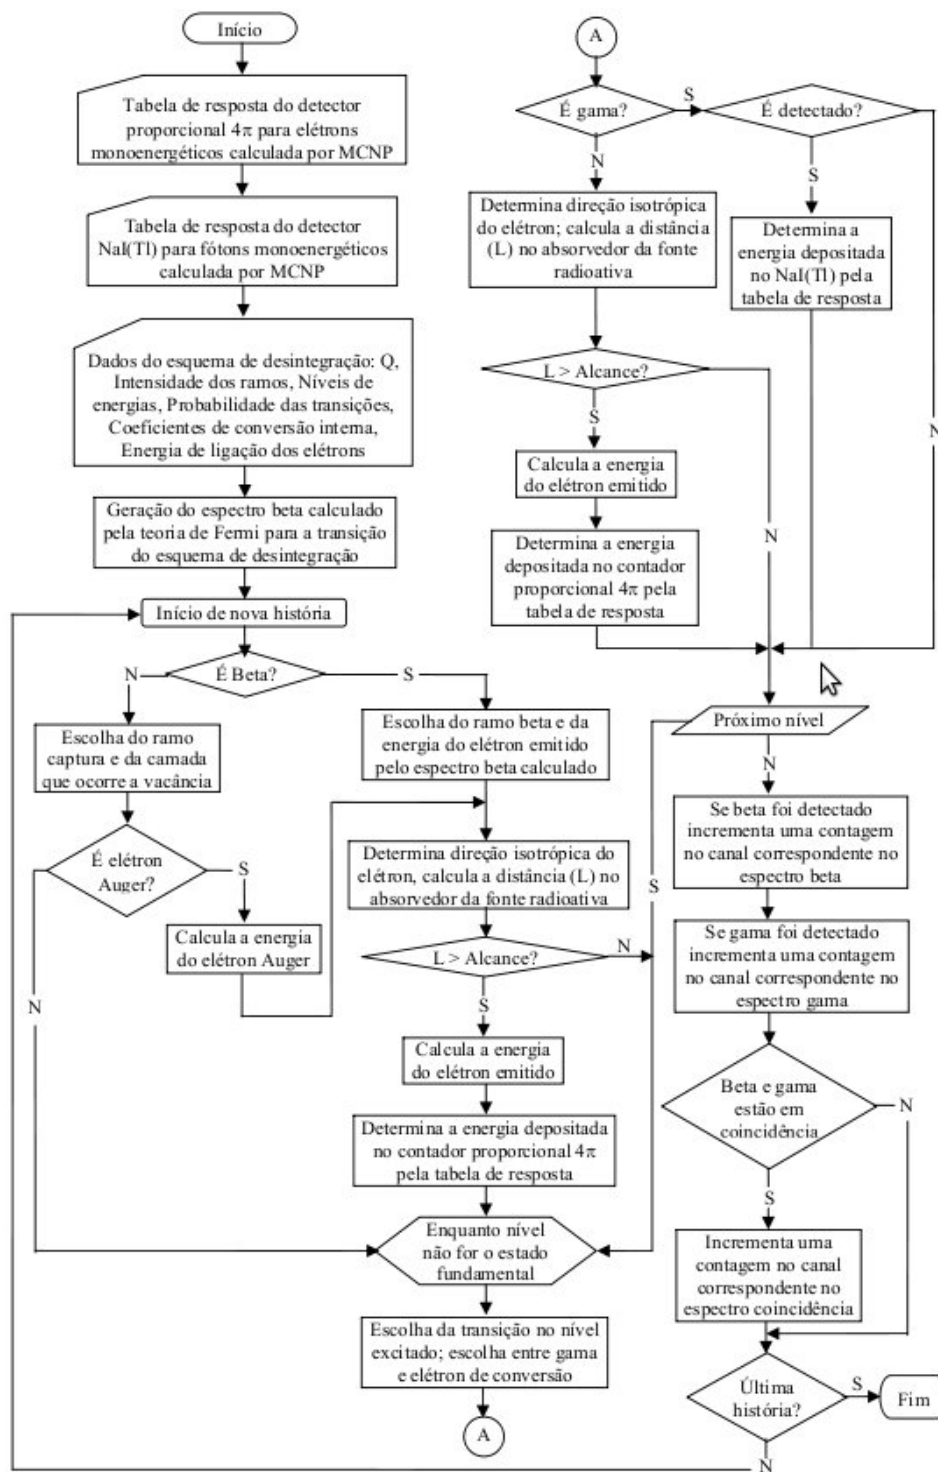 Início
Tabela de resposta do detector
proporcional 4π para elétrons
monoenergéticos calculada por MCNP
Tabela de resposta do detector
NaI(Tl) para fótons monoenergéticos
calculada por MCNP
Dados do esquema de desintegração: Q,
Intensidade dos ramos, Níveis de
energias, Probabilidade das transições,
Coeficientes de conversão interna,
Energia de ligação dos elétrons
Geração do espectro beta calculado
pela teoria de Fermi para a transição
do esquema de desintegração
Início de nova história
É Beta?
N
S
Escolha do ramo
captura e da camada
que ocorre a vacância
É elétron
Auger?
S
N
Calcula a energia
do elétron Auger
Escolha do ramo beta e da
energia do elétron emitido
pelo espectro beta calculado
Determina direção isotrópica do
elétron, calcula a distância (L) no
absorvedor da fonte radioativa
L > Alcance?
N
S
Calcula a energia
do elétron emitido
Determina a energia depositada
no contador proporcional 4π
pela tabela de resposta
Enquanto nível
não for o estado
fundamental
Escolha da transição no nível
excitado; escolha entre gama
e elétron de conversão
A
A
É gama?
S
N
É detectado?
S
N
Determina direção isotrópica
do elétron; calcula a distância
(L) no absorvedor da fonte
radioativa
Determina a
energia depositada
no NaI(Tl) pela
tabela de resposta
L > Alcance?
S
N
Calcula a energia
do elétron emitido
Determina a energia
depositada no contador
proporcional 4π pela
tabela de resposta
Próximo nível
S
N
Se beta foi detectado
incrementa uma contagem
no canal correspondente no
espectro beta
Se gama foi detectado
incrementa uma contagem
no canal correspondente no
espectro gama
Beta e gama
estão em
coincidência
N
S
Incrementa uma
contagem no canal
correspondente no
espectro coincidência
Última
história?
S
N
Fim